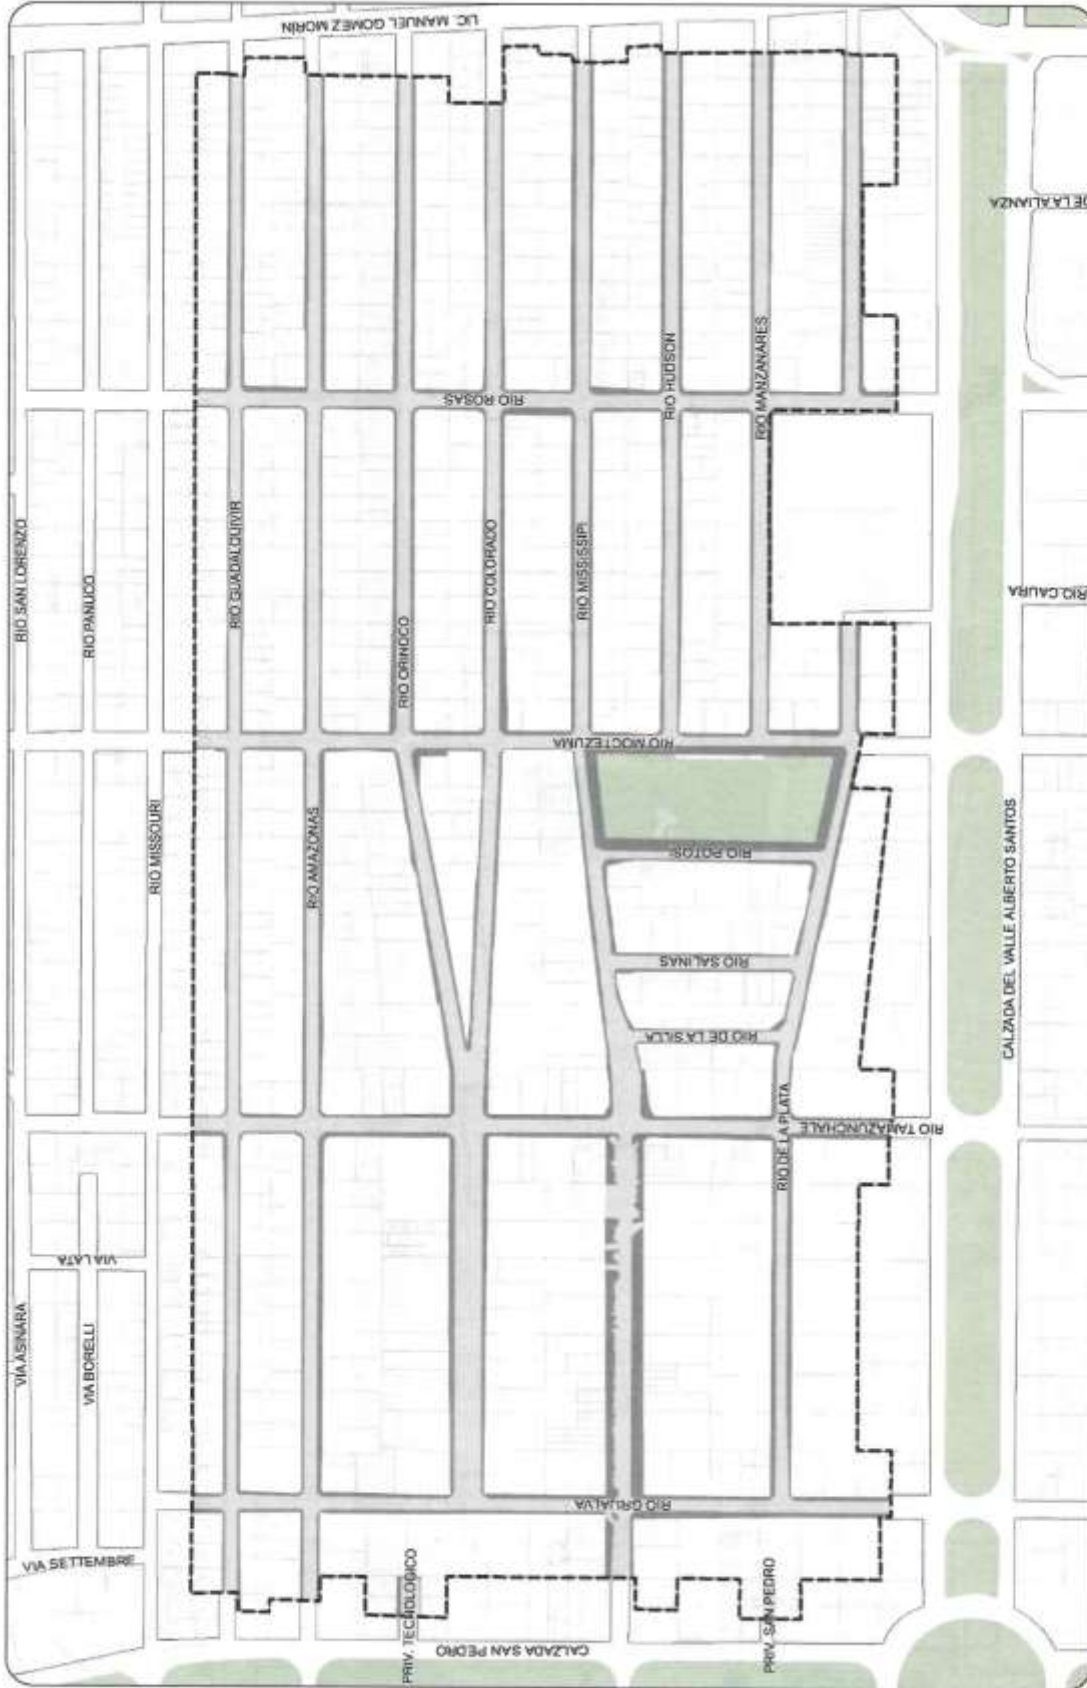 LIC. MANUEL GOMEZ MORIN
DE LA ALIANZA
RIO HUDSON
RIO MANZANARES
RIO ROSAS
RIO SAN LORENZO
RIO PANUCO
RIO GUADALQUIVIR
RIO COLORADO
RIO MISSISSIPI
RIO CAURA
RIO ORINOCO
RIO MOCTEZUMA
RIO MISSOURI
RIO AMAZONAS
CALZADA DEL VALLE ALBERTO SANTOS
RIO POTOSI
RIO SALINAS
RIO DE LA SILLA
RIO DE LA PLATA
RIO TAMAZUNCHALE
VIA LATA
VIA ASINARA
VIA BORELLI
RIO GRIJALVA
VIA SETTEMBRE
PRIV. TECNOLOGICO
PRIV. SAN PEDRO
CALZADA SAN PEDRO